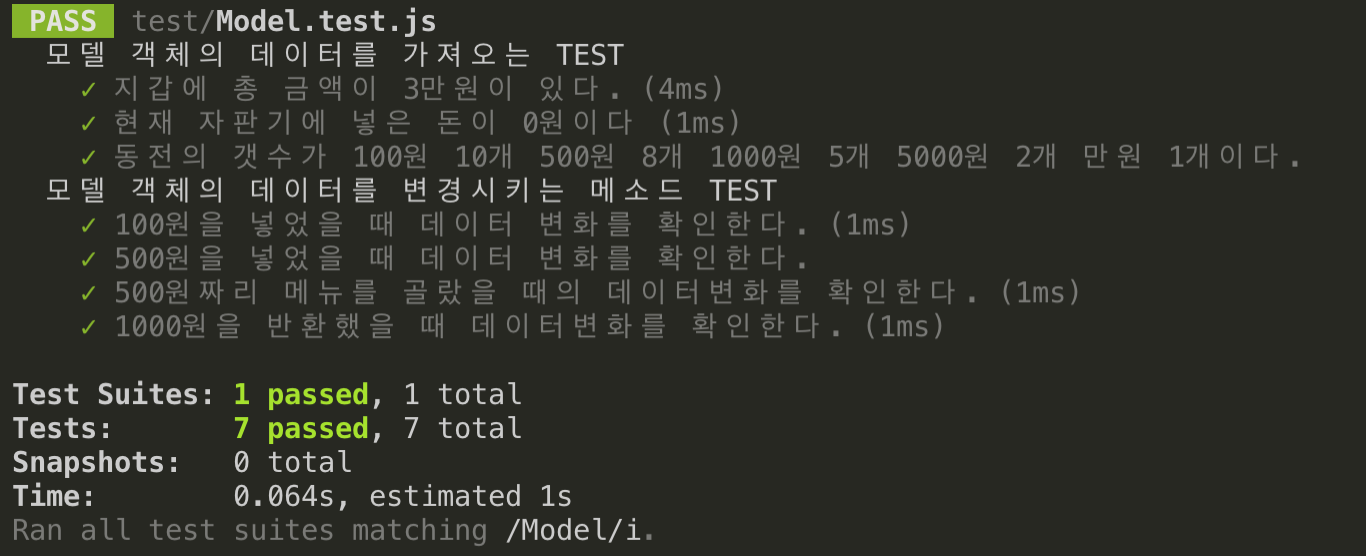 PASS test/Model.test.js
모델 객체의 데이터를 가져오는 TEST
✓ 지갑에 총 금액이 3만원이 있다. (4ms)
✓ 현재 자판기에 넣은 돈이 0원이다 (1ms)
✓ 동전의 갯수가 100원 10개 500원 8개 1000원 5개 5000원 2개 만원 1개이다.
모델 객체의 데이터를 변경시키는 메소드 TEST
✓ 100원을 넣었을 때 데이터 변화를 확인한다. (1ms)
✓ 500원을 넣었을 때 데이터 변화를 확인한다.
✓ 500원짜리 메뉴를 골랐을 때의 데이터변화를 확인한다. (1ms)
✓ 1000원을 반환했을 때 데이터변화를 확인한다. (1ms)
Test Suites: 1 passed, 1 total
Tests: 7 passed, 7 total
Snapshots: 0 total
Time: 0.064s, estimated 1s
Ran all test suites matching /Model/i.